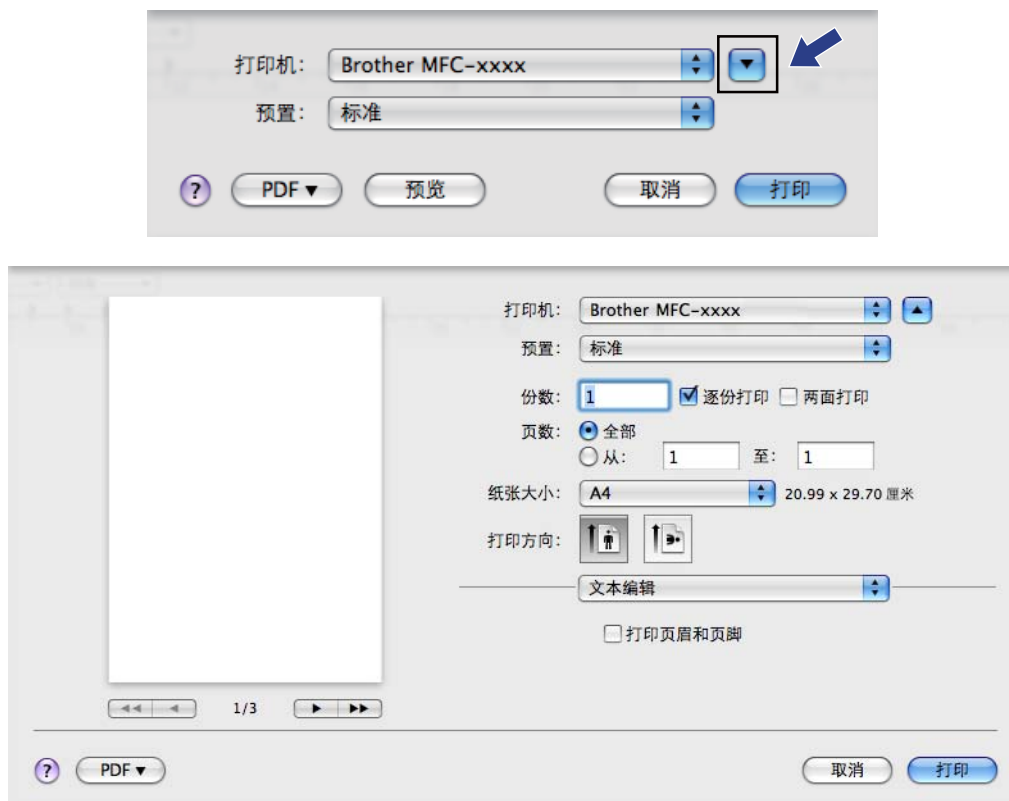 打印机: Brother MFC-xxxx
预置: 标准
? PDF▼ 预览 取消 打印
打印机: Brother MFC-xxxx
预置: 标准
份数: 1 逐份打印 两面打印
页数: 全部
从: 1 至: 1
纸张大小: A4 20.99 x 29.70 厘米
打印方向:
文本编辑
打印页眉和页脚
1/3
? PDF▼ 取消 打印